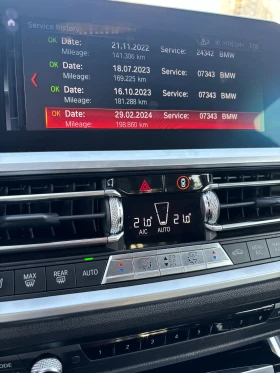 Service history
OK Date: 21.11.2022 Service: 24342 BMW
Mileage: 141.306 km
OK Date: 18.07.2023 Service: 07343 BMW
Mileage: 169.225 km
OK Date: 16.10.2023 Service: 07343 BMW
Mileage: 181.288 km
OK Date: 29.02.2024 Service: 07343 BMW
Mileage: 198.860 km
21.0° 21.0°
A/C AUTO
MAX REAR AUTO
MODE